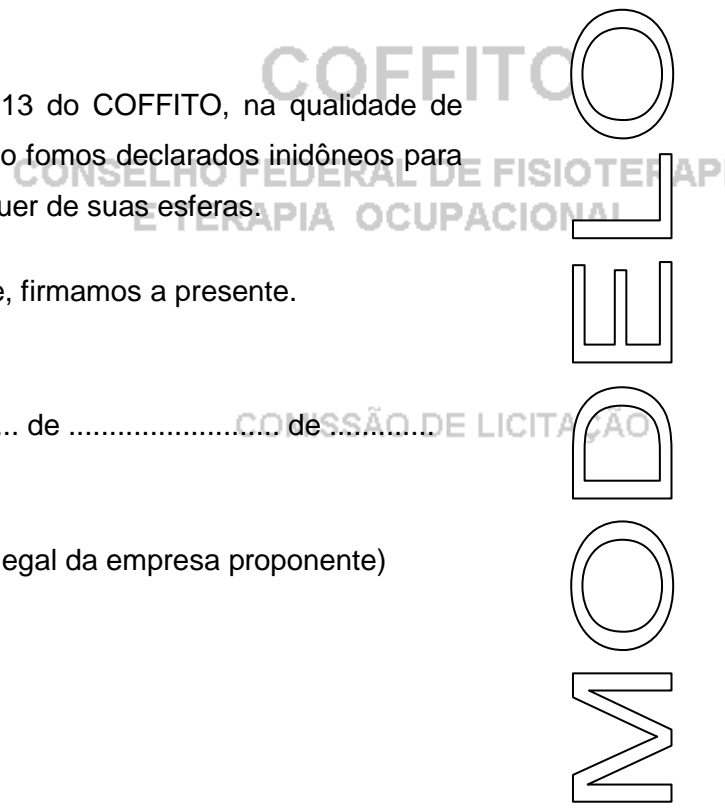 COFFITO
13 do COFFITO, na qualidade de
o fomos declarados inidôneos para
CONSELHO FEDERAL DE FISIOTERAPI
uer de suas esferas.
E TERAPIA OCUPACIONAL
e, firmamos a presente.
... de .......................... de .............
COMISSÃO DE LICITAÇÃO
egal da empresa proponente)
MODELO